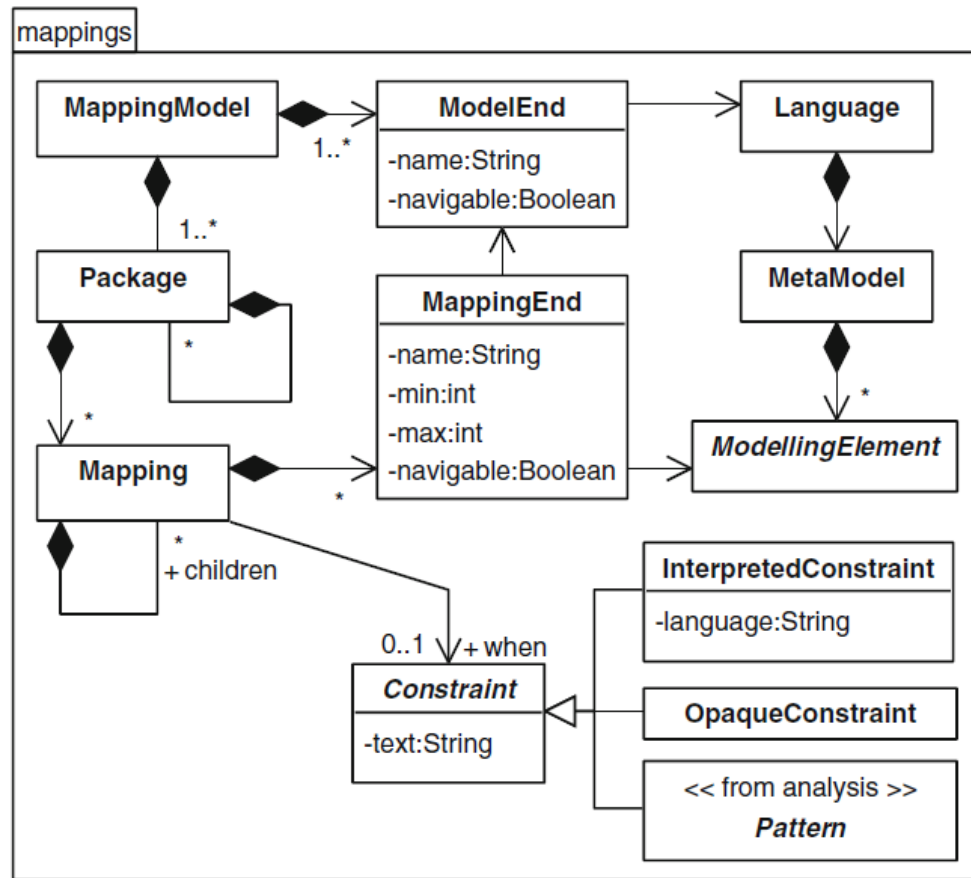 mappings
MappingModel
1..*
ModelEnd
-name:String
-navigable:Boolean
Language
1..*
Package
*
MappingEnd
-name:String
-min:int
-max:int
-navigable:Boolean
MetaModel
*
ModellingElement
*
Mapping
*
*
+ children
0..1
+ when
Constraint
-text:String
InterpretedConstraint
-language:String
OpaqueConstraint
<< from analysis >>
Pattern